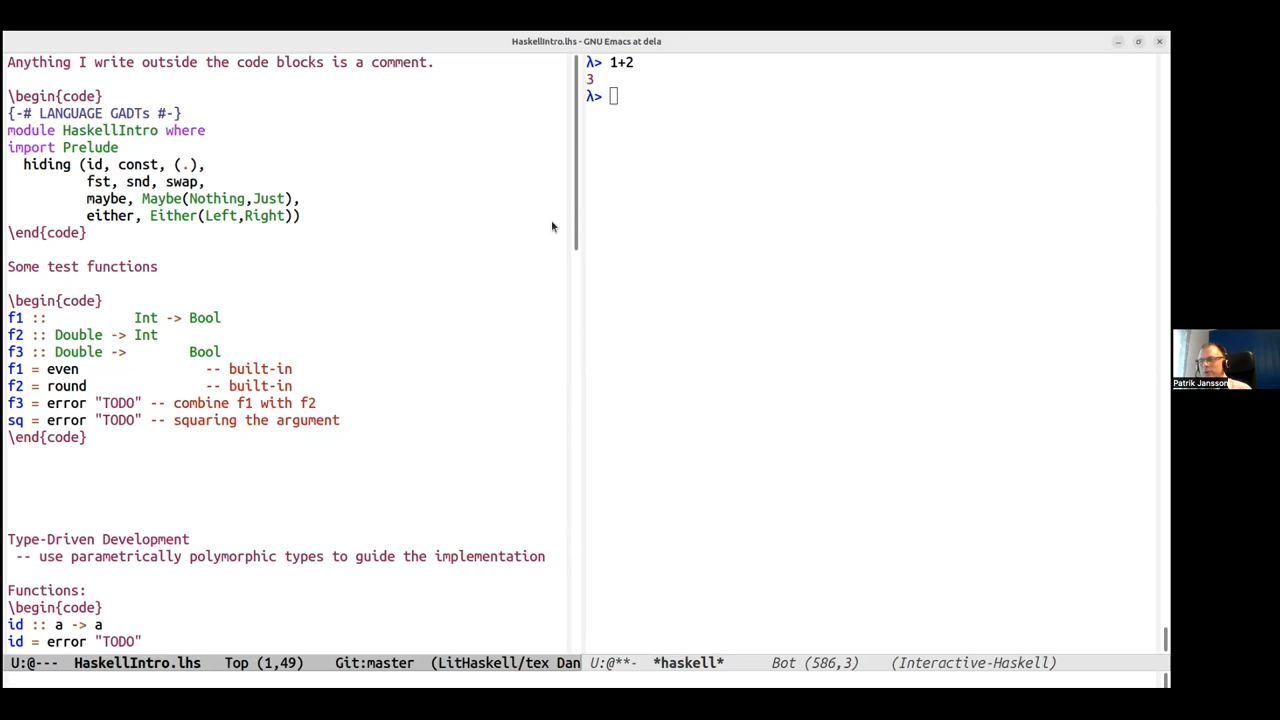 HaskellIntro.lhs - GNU Emacs at dela
Anything I write outside the code blocks is a comment.
\begin{code}
{-# LANGUAGE GADTs #-}
module HaskellIntro where
import Prelude
  hiding (id, const, (.),
          fst, snd, swap,
          maybe, Maybe(Nothing,Just),
          either, Either(Left,Right))
\end{code}
Some test functions
\begin{code}
f1 ::           Int -> Bool
f2 :: Double -> Int
f3 :: Double ->        Bool
f1 = even                -- built-in
f2 = round               -- built-in
f3 = error "TODO" -- combine f1 with f2
sq = error "TODO" -- squaring the argument
\end{code}
Type-Driven Development
 -- use parametrically polymorphic types to guide the implementation
Functions:
\begin{code}
id :: a -> a
id = error "TODO"
U:@---  HaskellIntro.lhs   Top (1,49)    Git:master  (LitHaskell/tex Dan
λ> 1+2
3
λ>
U:@**-  *haskell*      Bot (586,3)    (Interactive-Haskell)
Patrik Jansson